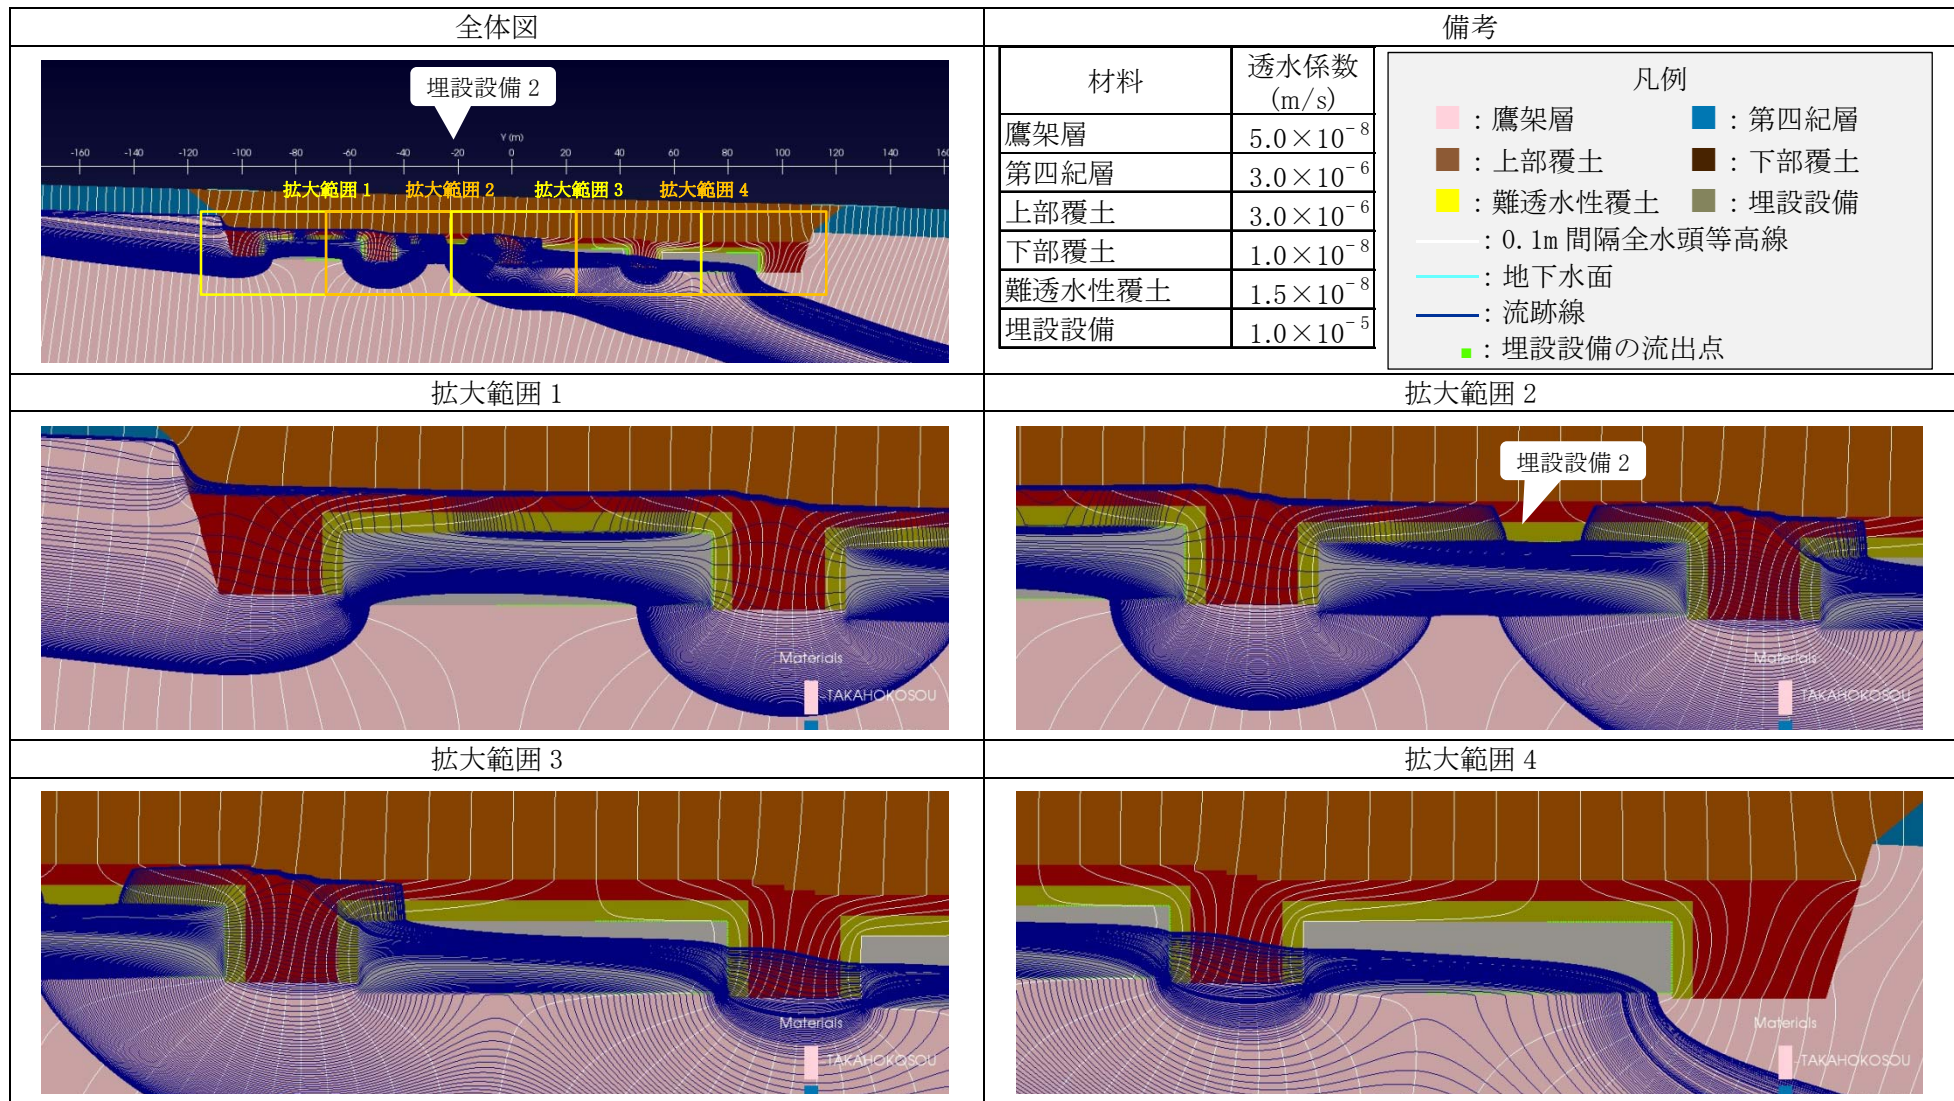 全体図
備考
埋設設備 2
Y (m)
-160 -140 -120 -100 -80 -60 -40 -20 0 20 40 60 80 100 120 140 160
拡大範囲 1 拡大範囲 2 拡大範囲 3 拡大範囲 4
材料 透水係数
(m/s)
鷹架層 5.0×10⁻⁸
第四紀層 3.0×10⁻⁶
上部覆土 3.0×10⁻⁶
下部覆土 1.0×10⁻⁸
難透水性覆土 1.5×10⁻⁸
埋設設備 1.0×10⁻⁵
凡例
：鷹架層 ：第四紀層
：上部覆土 ：下部覆土
：難透水性覆土 ：埋設設備
：0.1m 間隔全水頭等高線
：地下水面
：流跡線
：埋設設備の流出点
拡大範囲 1
拡大範囲 2
Materials
TAKAHOKOSOU
埋設設備 2
Materials
TAKAHOKOSOU
拡大範囲 3
拡大範囲 4
Materials
TAKAHOKOSOU
Materials
TAKAHOKOSOU